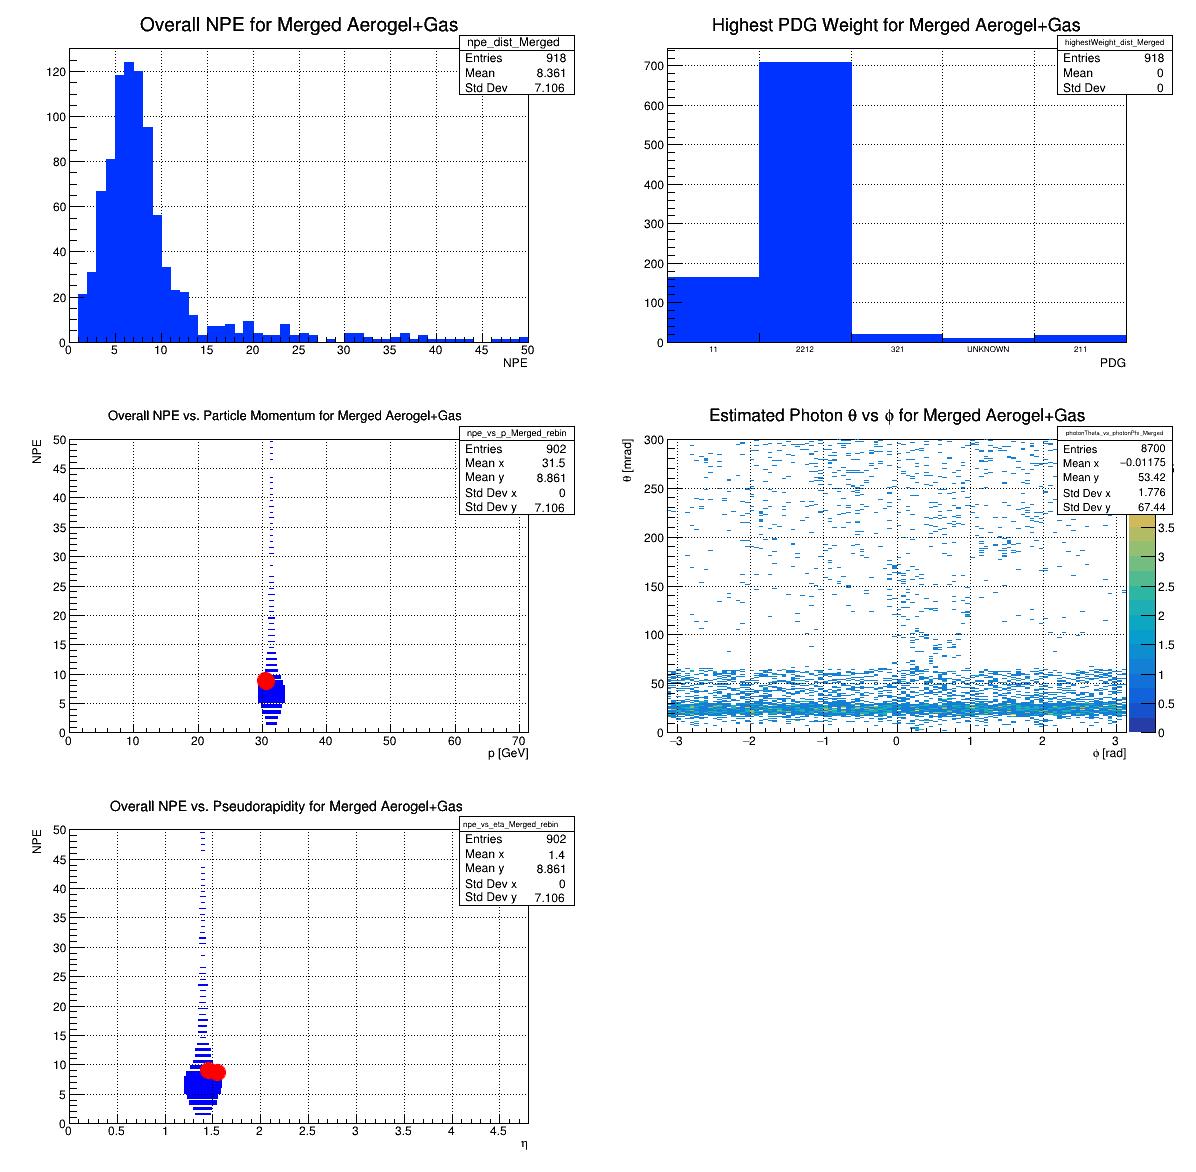 Overall NPE for Merged Aerogel+Gas
npe_dist_Merged
Entries 918
Mean 8.361
Std Dev 7.106
120
100
80
60
40
20
0
0 5 10 15 20 25 30 35 40 45 50
NPE
Highest PDG Weight for Merged Aerogel+Gas
highestWeight_dist_Merged
Entries 918
Mean 0
Std Dev 0
700
600
500
400
300
200
100
0
11 2212 321 UNKNOWN 211
PDG
Overall NPE vs. Particle Momentum for Merged Aerogel+Gas
npe_vs_p_Merged_rebin
Entries 902
Mean x 31.5
Mean y 8.861
Std Dev x 0
Std Dev y 7.106
NPE
50
45
40
35
30
25
20
15
10
5
0
0 10 20 30 40 50 60 70
p [GeV]
Estimated Photon θ vs ϕ for Merged Aerogel+Gas
photonTheta_vs_photonPhi_Merged
Entries 8700
Mean x −0.01175
Mean y 53.42
Std Dev x 1.776
Std Dev y 67.44
θ [mrad]
300
250
200
150
100
50
0
−3 −2 −1 0 1 2 3
ϕ [rad]
3.5
3
2.5
2
1.5
1
0.5
0
Overall NPE vs. Pseudorapidity for Merged Aerogel+Gas
npe_vs_eta_Merged_rebin
Entries 902
Mean x 1.4
Mean y 8.861
Std Dev x 0
Std Dev y 7.106
NPE
50
45
40
35
30
25
20
15
10
5
0
0 0.5 1 1.5 2 2.5 3 3.5 4 4.5
η